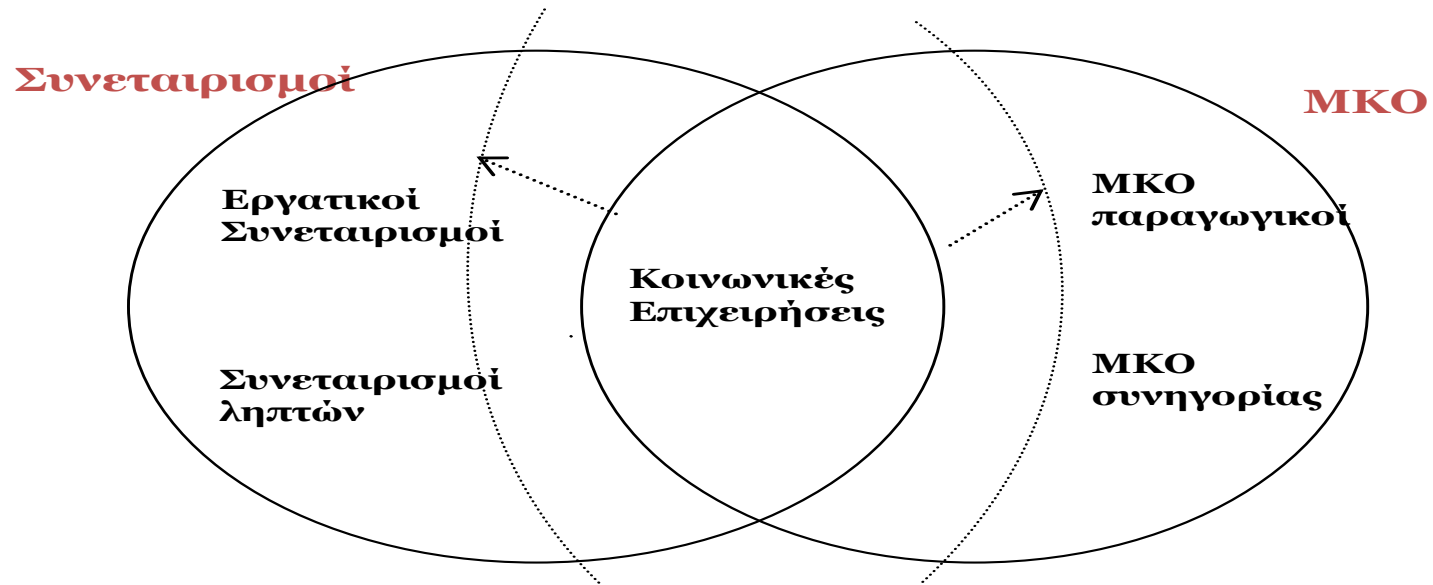 Συνεταιρισμοί
ΜΚΟ
Εργατικοί
Συνεταιρισμοί
ΜΚΟ
παραγωγικοί
Κοινωνικές
Επιχειρήσεις
Συνεταιρισμοί
ληπτών
ΜΚΟ
συνηγορίας